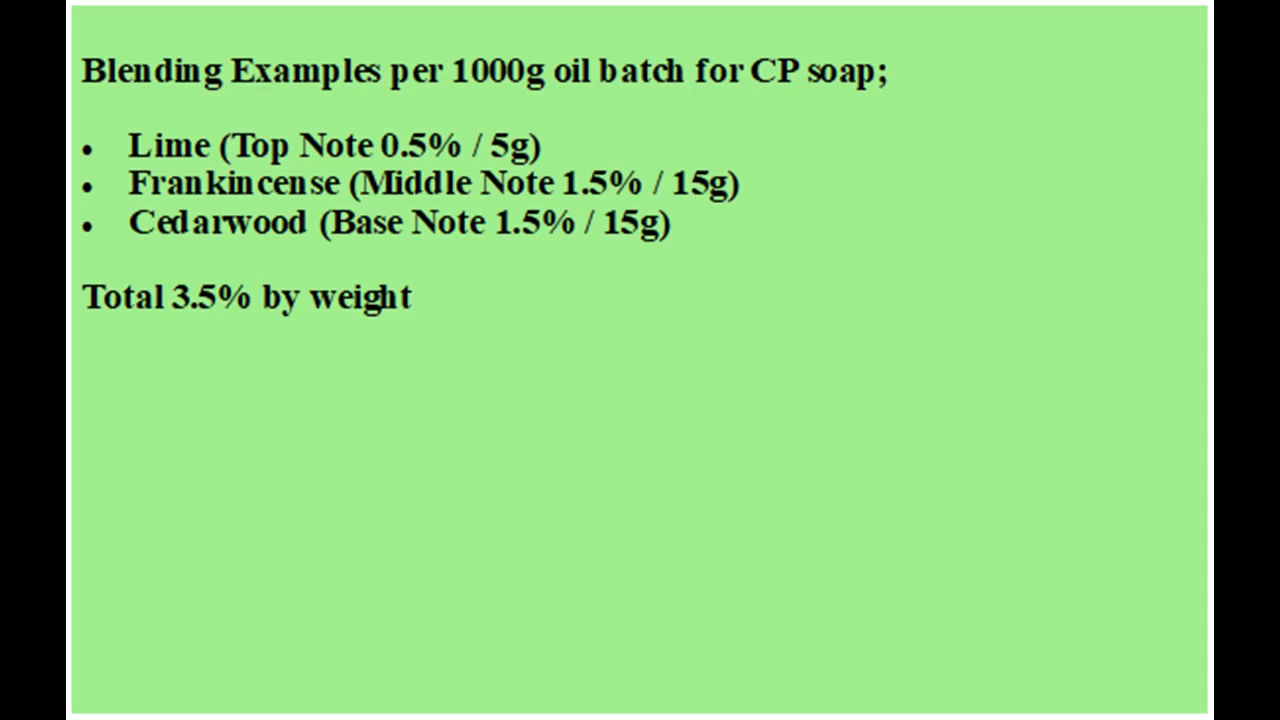 Blending Examples per 1000g oil batch for CP soap;
• Lime (Top Note 0.5% / 5g)
• Frankincense (Middle Note 1.5% / 15g)
• Cedarwood (Base Note 1.5% / 15g)
Total 3.5% by weight